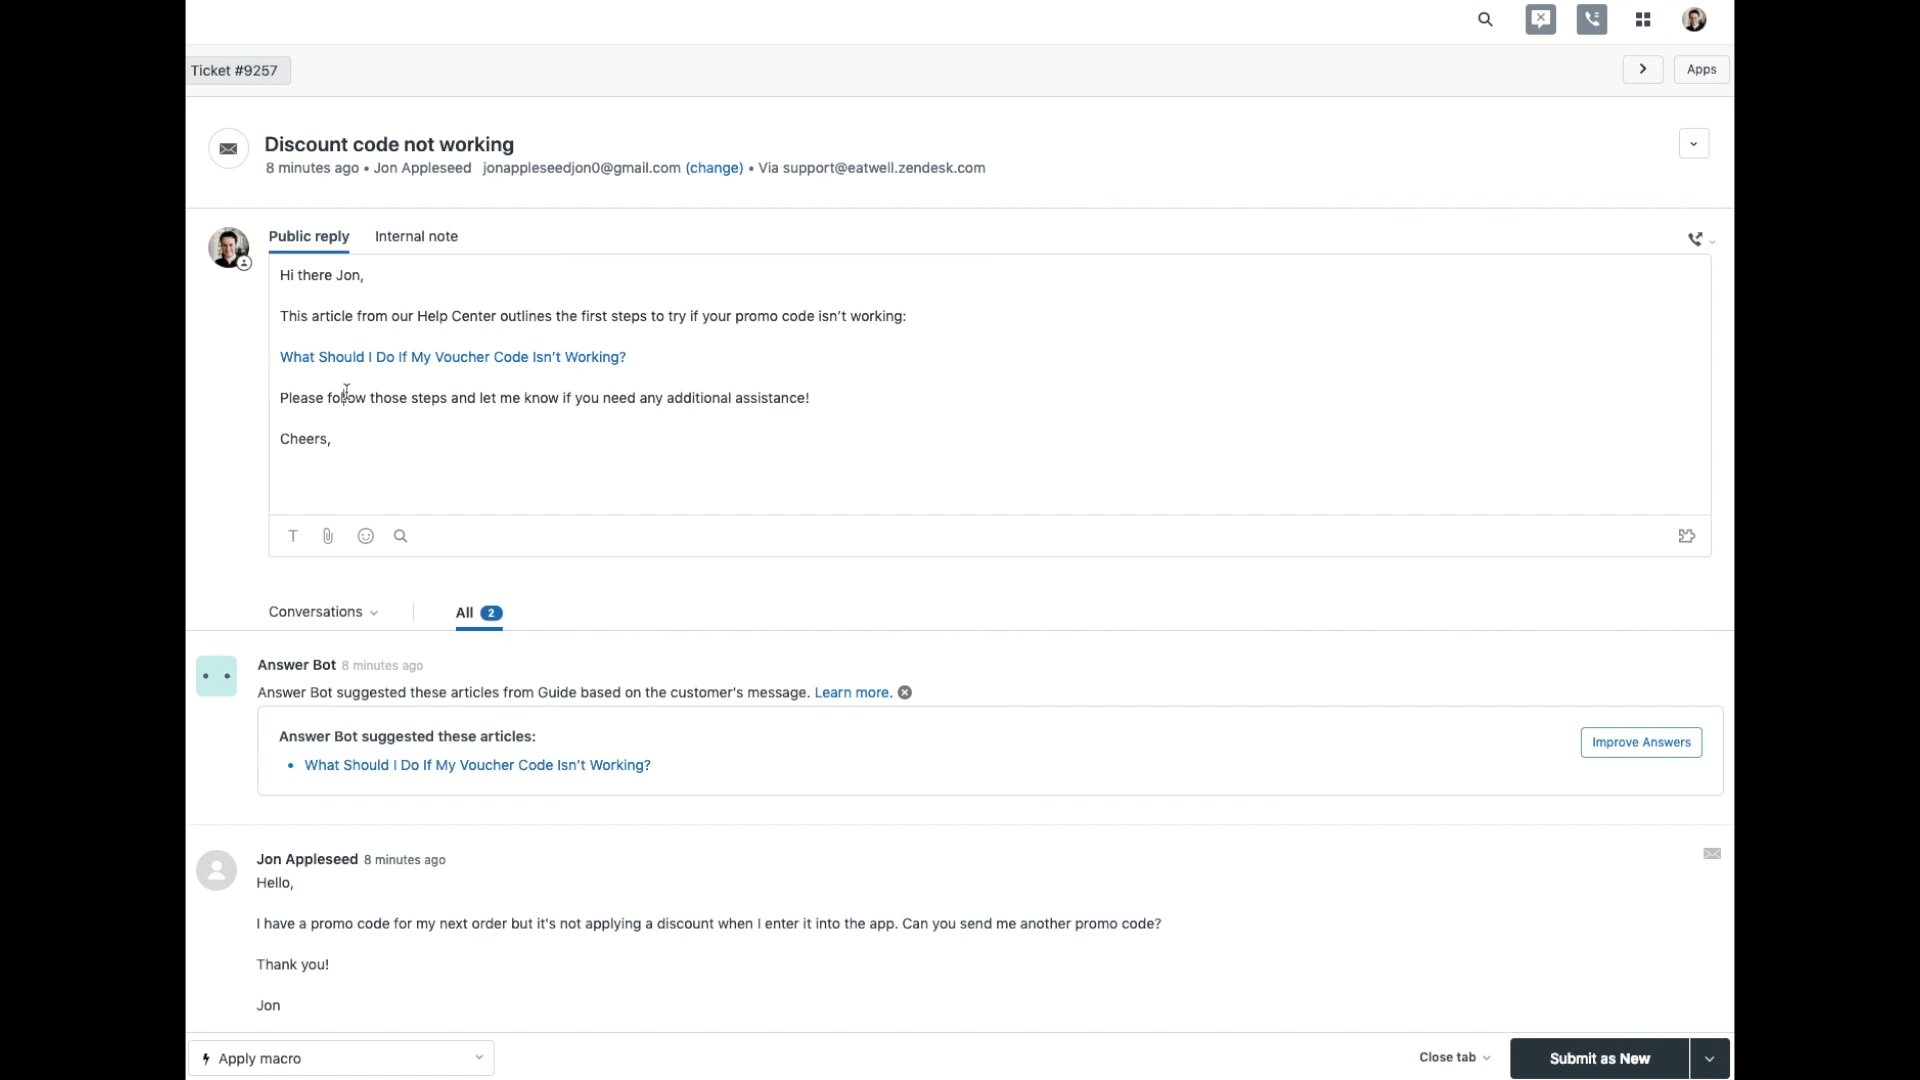 Ticket #9257
Apps
Discount code not working
8 minutes ago • Jon Appleseed jonappleseedjon0@gmail.com (change) • Via support@eatwell.zendesk.com
Public reply Internal note
Hi there Jon,
This article from our Help Center outlines the first steps to try if your promo code isn’t working:
What Should I Do If My Voucher Code Isn’t Working?
Please follow those steps and let me know if you need any additional assistance!
Cheers,
Conversations All 2
Answer Bot 8 minutes ago
Answer Bot suggested these articles from Guide based on the customer's message. Learn more.
Answer Bot suggested these articles:
Improve Answers
• What Should I Do If My Voucher Code Isn’t Working?
Jon Appleseed 8 minutes ago
Hello,
I have a promo code for my next order but it's not applying a discount when I enter it into the app. Can you send me another promo code?
Thank you!
Jon
Apply macro
Close tab
Submit as New